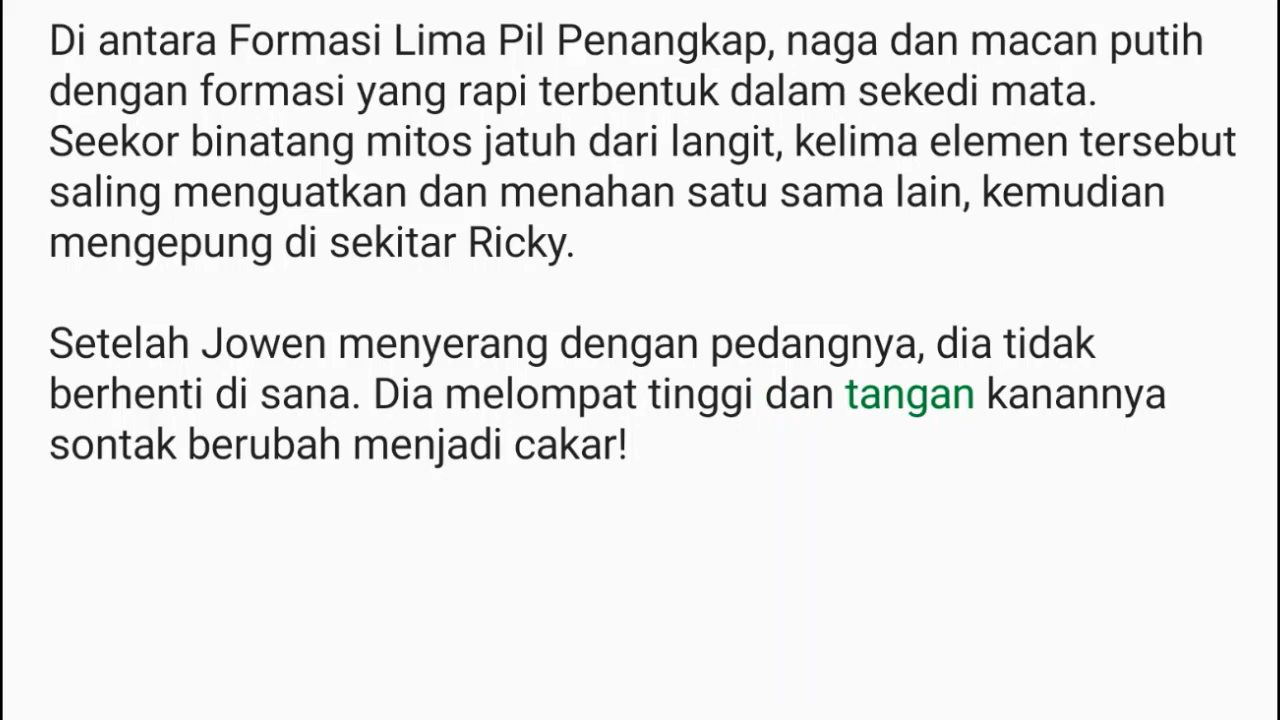 Di antara Formasi Lima Pil Penangkap, naga dan macan putih
dengan formasi yang rapi terbentuk dalam sekedi mata.
Seekor binatang mitos jatuh dari langit, kelima elemen tersebut
saling menguatkan dan menahan satu sama lain, kemudian
mengepung di sekitar Ricky.
Setelah Jowen menyerang dengan pedangnya, dia tidak
berhenti di sana. Dia melompat tinggi dan tangan kanannya
sontak berubah menjadi cakar!